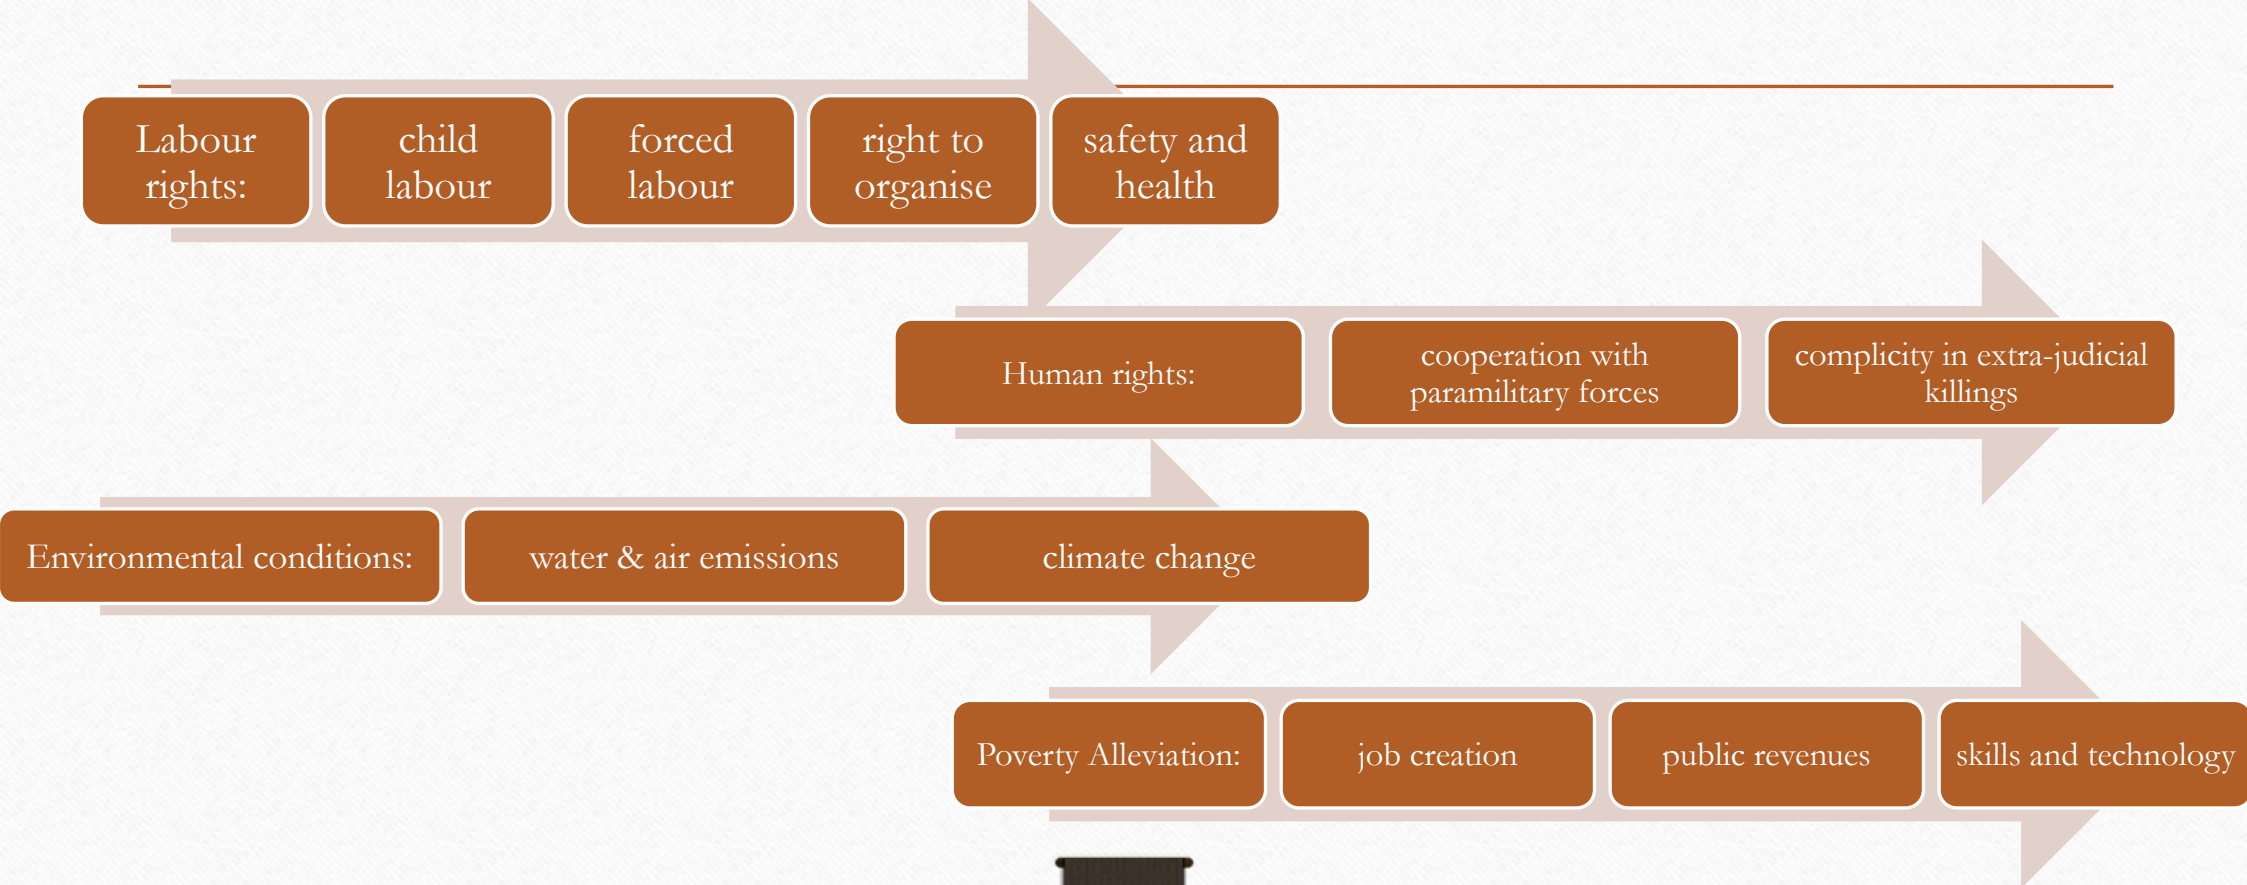 Labour
rights:
child
labour
forced
labour
right to
organise
safety and
health
Human rights:
cooperation with
paramilitary forces
complicity in extra-judicial
killings
Environmental conditions:
water & air emissions
climate change
Poverty Alleviation:
job creation
public revenues
skills and technology